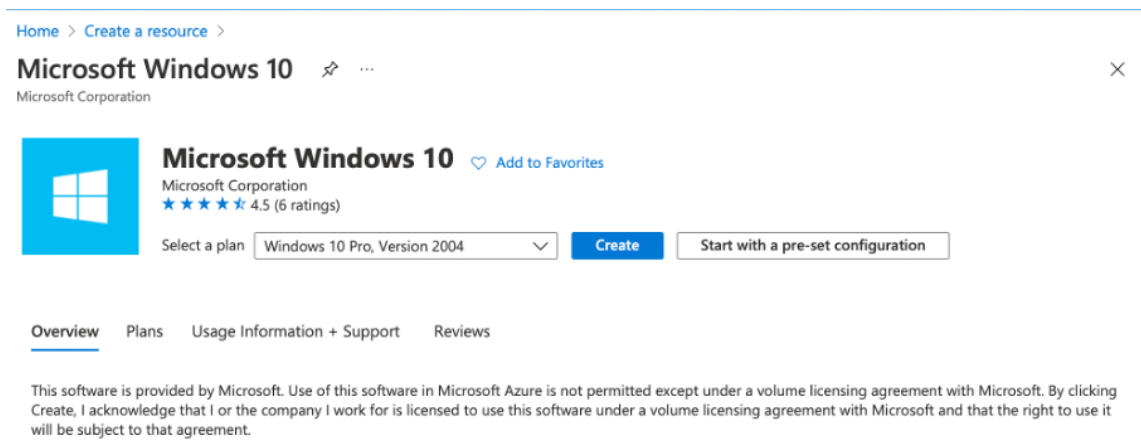 Home > Create a resource >
Microsoft Windows 10 ...
Microsoft Corporation
Microsoft Windows 10 Add to Favorites
Microsoft Corporation
4.5 (6 ratings)
Select a plan Windows 10 Pro, Version 2004 Create Start with a pre-set configuration
Overview Plans Usage Information + Support Reviews
This software is provided by Microsoft. Use of this software in Microsoft Azure is not permitted except under a volume licensing agreement with Microsoft. By clicking
Create, I acknowledge that I or the company I work for is licensed to use this software under a volume licensing agreement with Microsoft and that the right to use it
will be subject to that agreement.